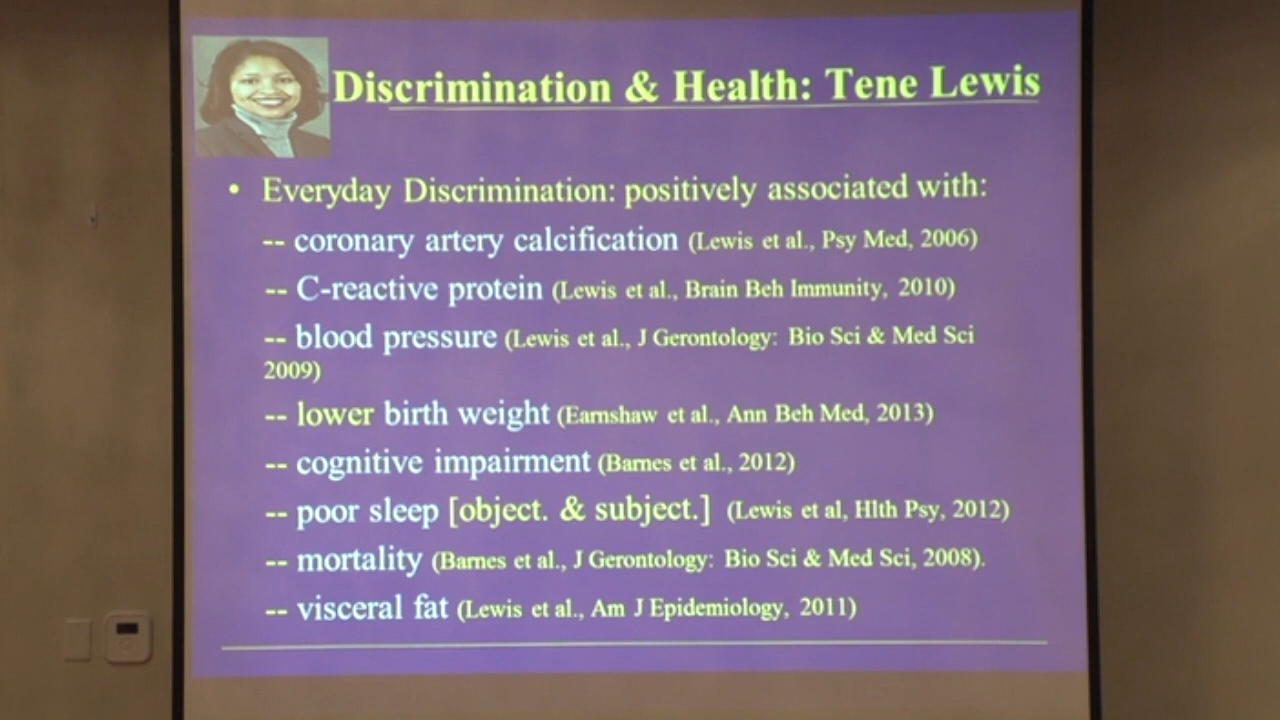 Discrimination & Health: Tene Lewis
• Everyday Discrimination: positively associated with:
-- coronary artery calcification (Lewis et al., Psy Med, 2006)
-- C-reactive protein (Lewis et al., Brain Beh Immunity, 2010)
-- blood pressure (Lewis et al., J Gerontology: Bio Sci & Med Sci
2009)
-- lower birth weight (Earnshaw et al., Ann Beh Med, 2013)
-- cognitive impairment (Barnes et al., 2012)
-- poor sleep [object. & subject.] (Lewis et al, Hlth Psy, 2012)
-- mortality (Barnes et al., J Gerontology: Bio Sci & Med Sci, 2008).
-- visceral fat (Lewis et al., Am J Epidemiology, 2011)